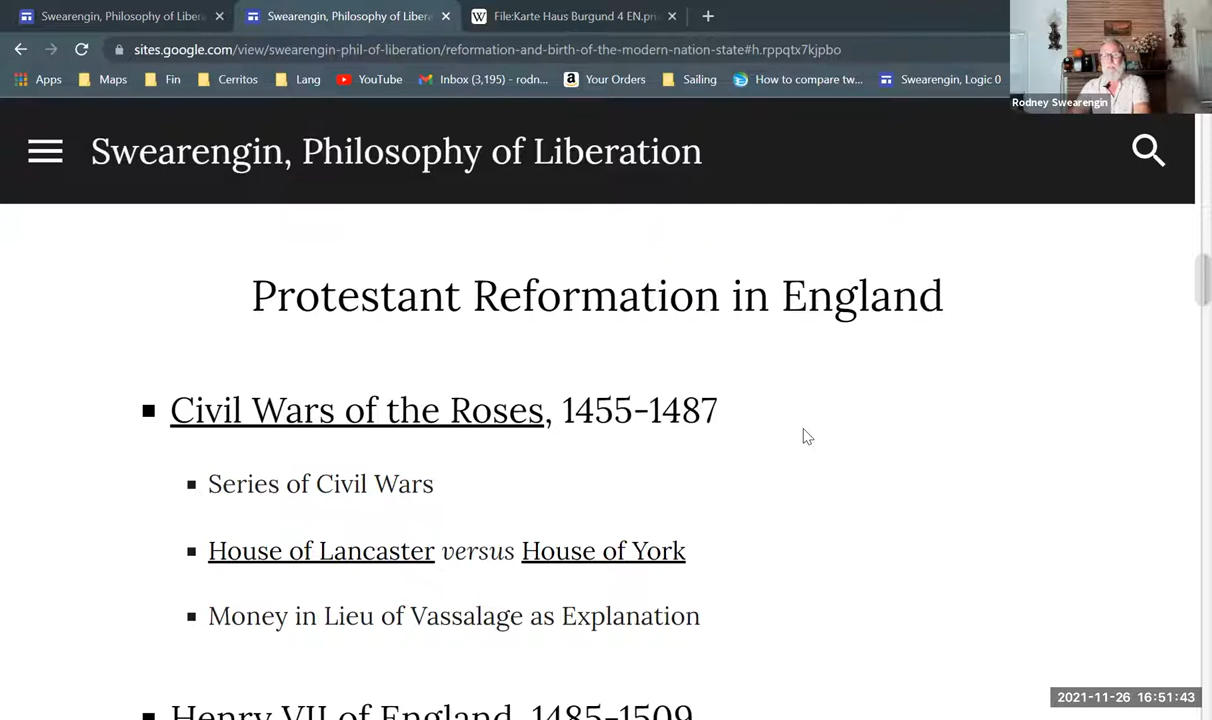 Swearengin, Philosophy of Liber
Swearengin, Philosophy of Libera
File:Karte Haus Burgund 4 EN.pn
sites.google.com/view/swearengin-phil-of-liberation/reformation-and-birth-of-the-modern-nation-state#h.rppqtx7kjpbo
Apps Maps Fin Cerritos Lang YouTube Inbox (3,195) - rodn... Your Orders Sailing How to compare tw... Swearengin, Logic 0
Rodney Swearengin
Swearengin, Philosophy of Liberation
Protestant Reformation in England
Civil Wars of the Roses, 1455-1487
Series of Civil Wars
House of Lancaster versus House of York
Money in Lieu of Vassalage as Explanation
Henry VII of England, 1485-1509
2021-11-26 16:51:43